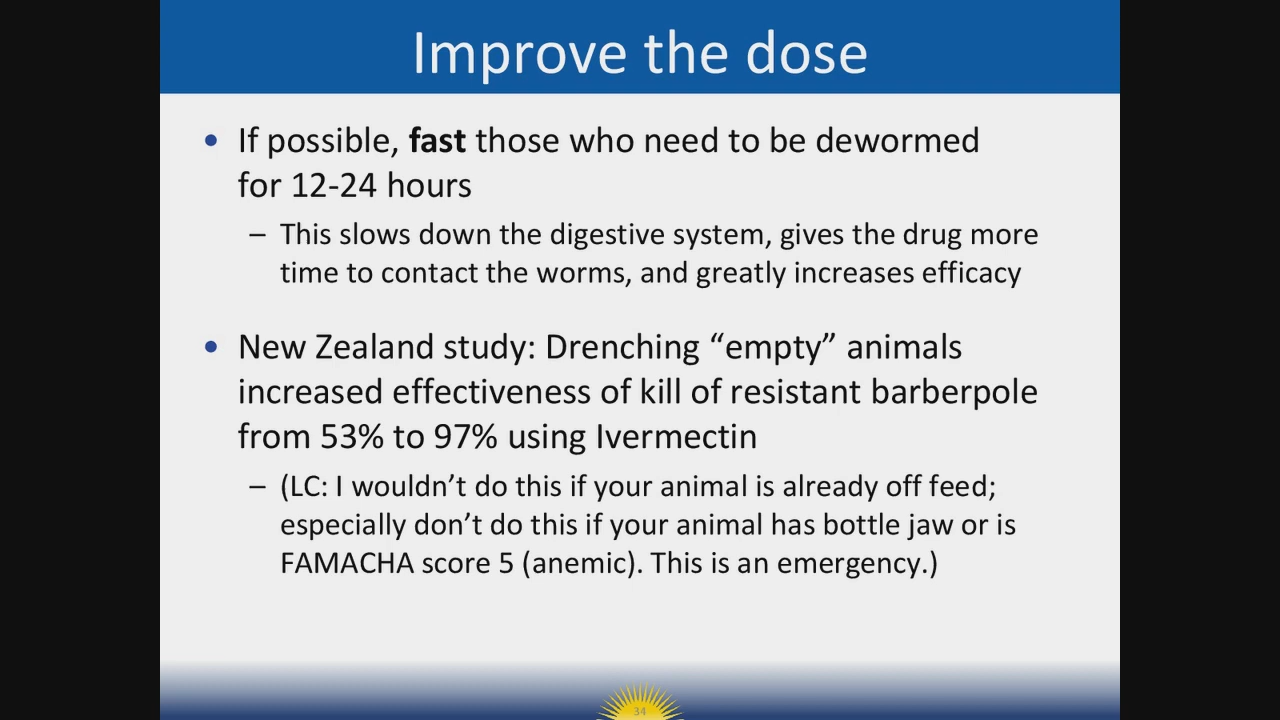 Improve the dose
• If possible, fast those who need to be dewormed
for 12-24 hours
– This slows down the digestive system, gives the drug more
time to contact the worms, and greatly increases efficacy
• New Zealand study: Drenching “empty” animals
increased effectiveness of kill of resistant barberpole
from 53% to 97% using Ivermectin
– (LC: I wouldn’t do this if your animal is already off feed;
especially don’t do this if your animal has bottle jaw or is
FAMACHA score 5 (anemic). This is an emergency.)
34